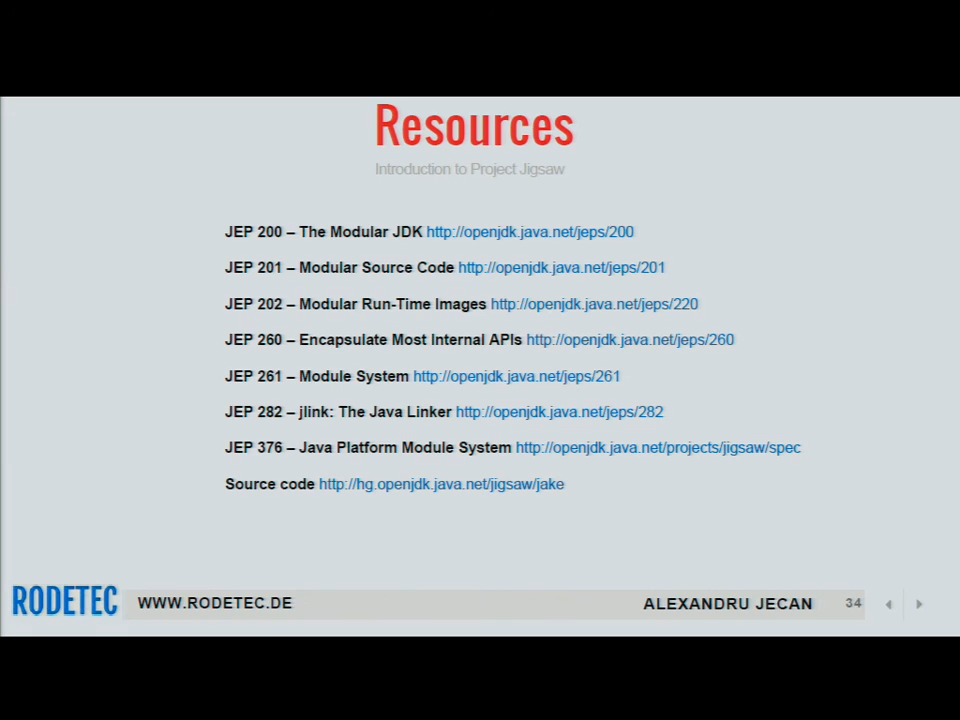 Resources
Introduction to Project Jigsaw
JEP 200 – The Modular JDK http://openjdk.java.net/jeps/200
JEP 201 – Modular Source Code http://openjdk.java.net/jeps/201
JEP 202 – Modular Run-Time Images http://openjdk.java.net/jeps/220
JEP 260 – Encapsulate Most Internal APIs http://openjdk.java.net/jeps/260
JEP 261 – Module System http://openjdk.java.net/jeps/261
JEP 282 – jlink: The Java Linker http://openjdk.java.net/jeps/282
JEP 376 – Java Platform Module System http://openjdk.java.net/projects/jigsaw/spec
Source code http://hg.openjdk.java.net/jigsaw/jake
RODETEC WWW.RODETEC.DE ALEXANDRU JECAN 34